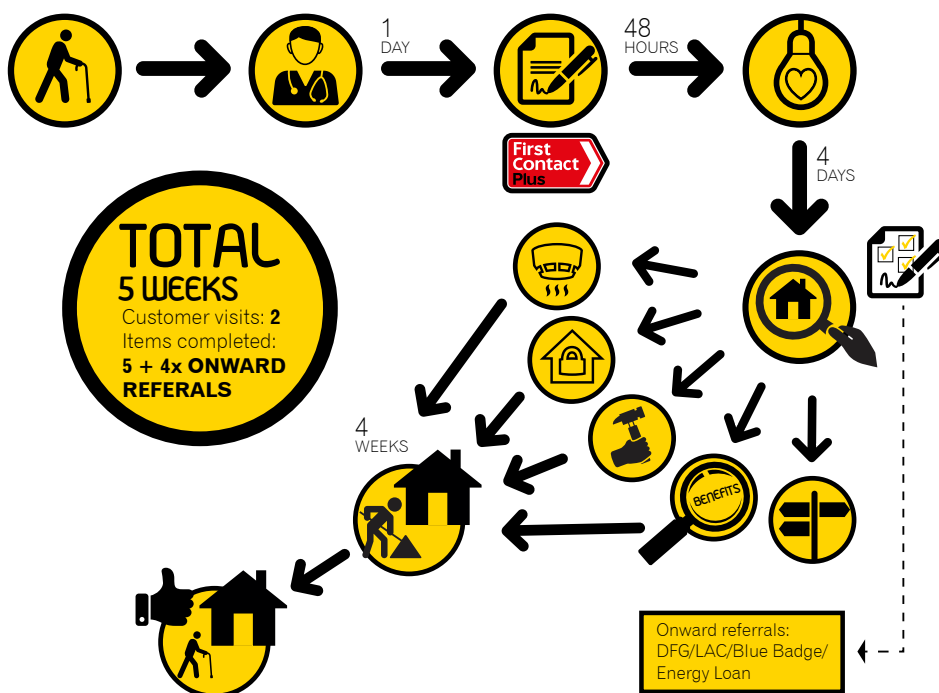 1
DAY
48
HOURS
First
Contact
Plus
4
DAYS
TOTAL
5 WEEKS
Customer visits: 2
Items completed:
5 + 4x ONWARD
REFERALS
4
WEEKS
BENEFITS
Onward referrals:
DFG/LAC/Blue Badge/
Energy Loan